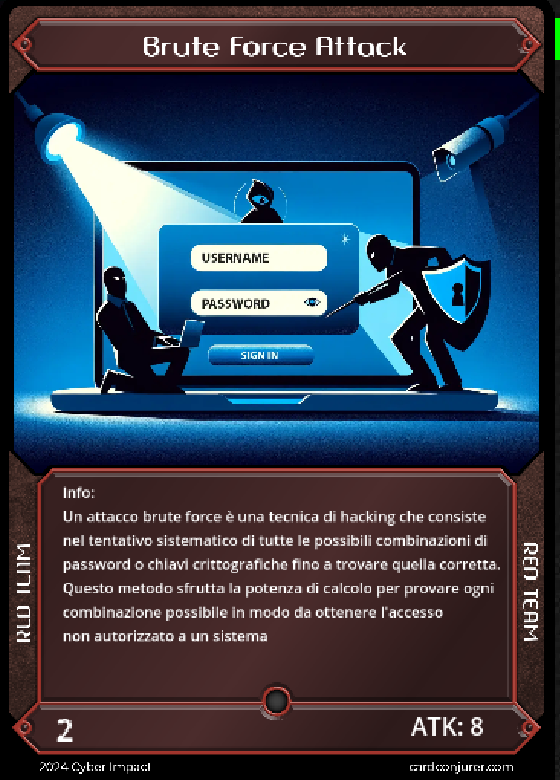 Brute Force Attack
USERNAME
PASSWORD
SIGN IN
Info:
Un attacco brute force è una tecnica di hacking che consiste
nel tentativo sistematico di tutte le possibili combinazioni di
password o chiavi crittografiche fino a trovare quella corretta.
Questo metodo sfrutta la potenza di calcolo per provare ogni
combinazione possibile in modo da ottenere l'accesso
non autorizzato a un sistema
RED TEAM
RED TEAM
2
ATK: 8
2024 Cyber Impact
cardconjurer.com